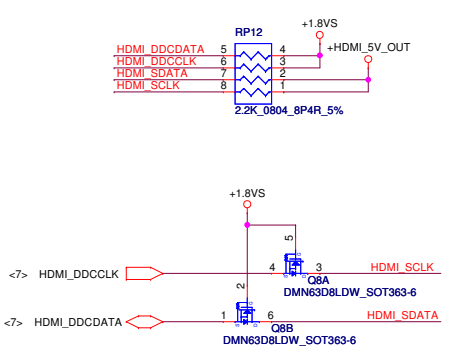 +1.8VS
RP12
+HDMI_5V_OUT
HDMI_DDCDATA 5 4
HDMI_DDCCLK 6 3
HDMI_SDATA 7 2
HDMI_SCLK 8 1
2.2K_0804_8P4R_5%
+1.8VS
5
<7> HDMI_DDCCLK 4 3 HDMI_SCLK
Q8A
DMN63D8LDW_SOT363-6
2
<7> HDMI_DDCDATA 1 6 HDMI_SDATA
Q8B
DMN63D8LDW_SOT363-6